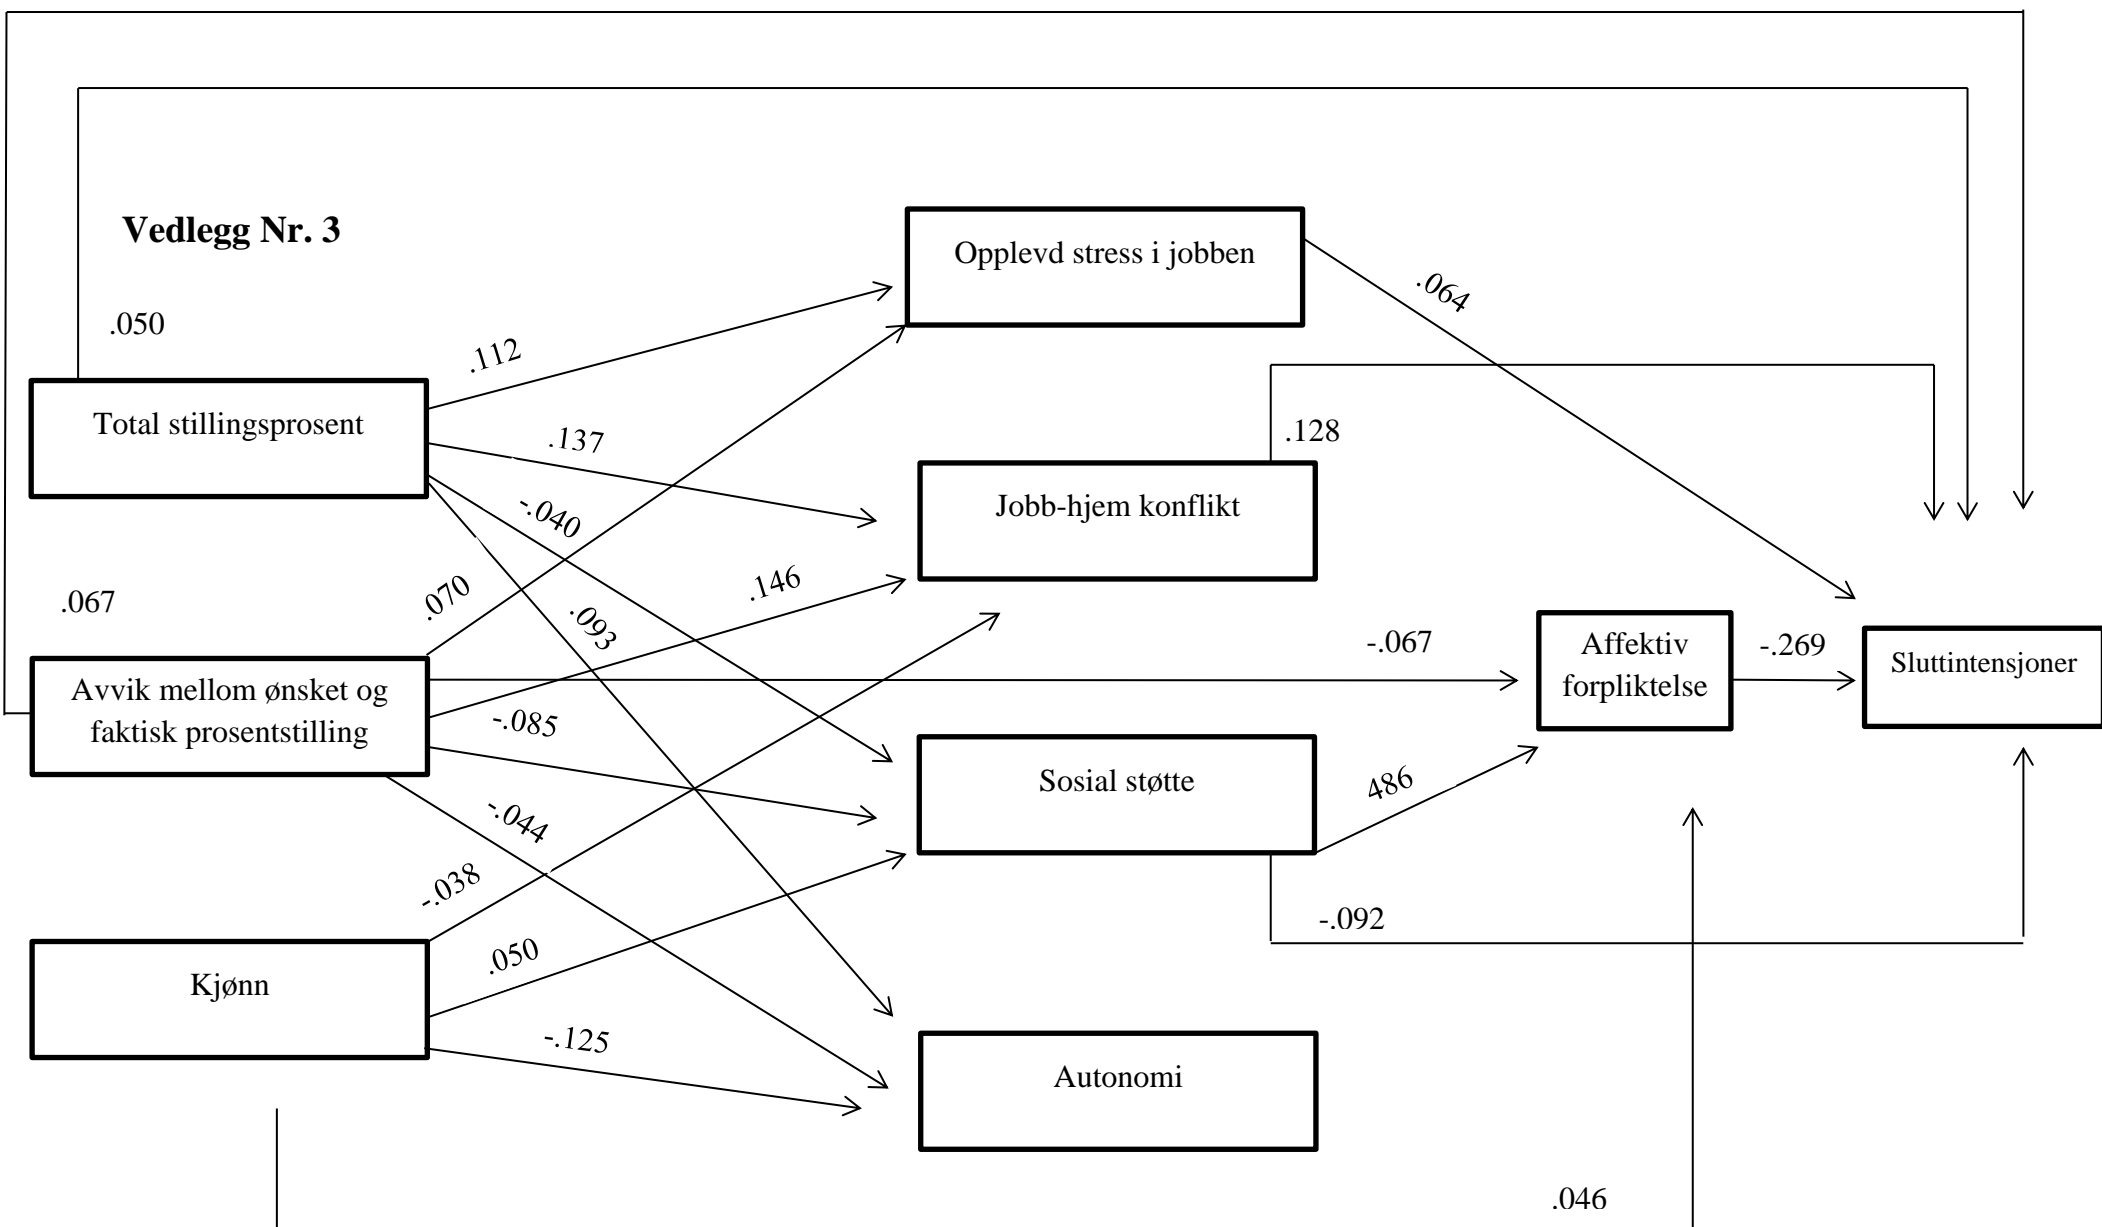 Vedlegg Nr. 3
Opplevd stress i jobben
.064
.050
.112
Total stillingsprosent
.137
.128
-.040
Jobb-hjem konflikt
.067
.070
.146
.093
-.067
Affektiv
forpliktelse
-.269
Sluttintensjoner
Avvik mellom ønsket og
faktisk prosentstilling
-.085
Sosial støtte
486
-.044
-.038
-.092
.050
Kjønn
-.125
Autonomi
.046